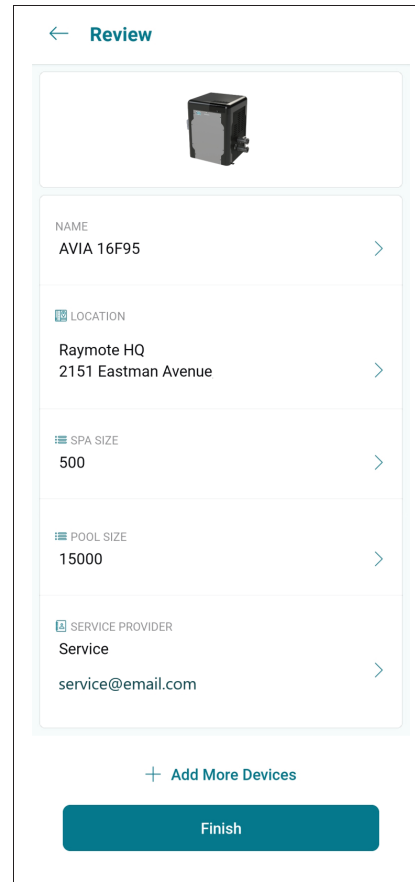 Review
NAME
AVIA 16F95
LOCATION
Raymote HQ
2151 Eastman Avenue
SPA SIZE
500
POOL SIZE
15000
SERVICE PROVIDER
Service
service@email.com
+ Add More Devices
Finish